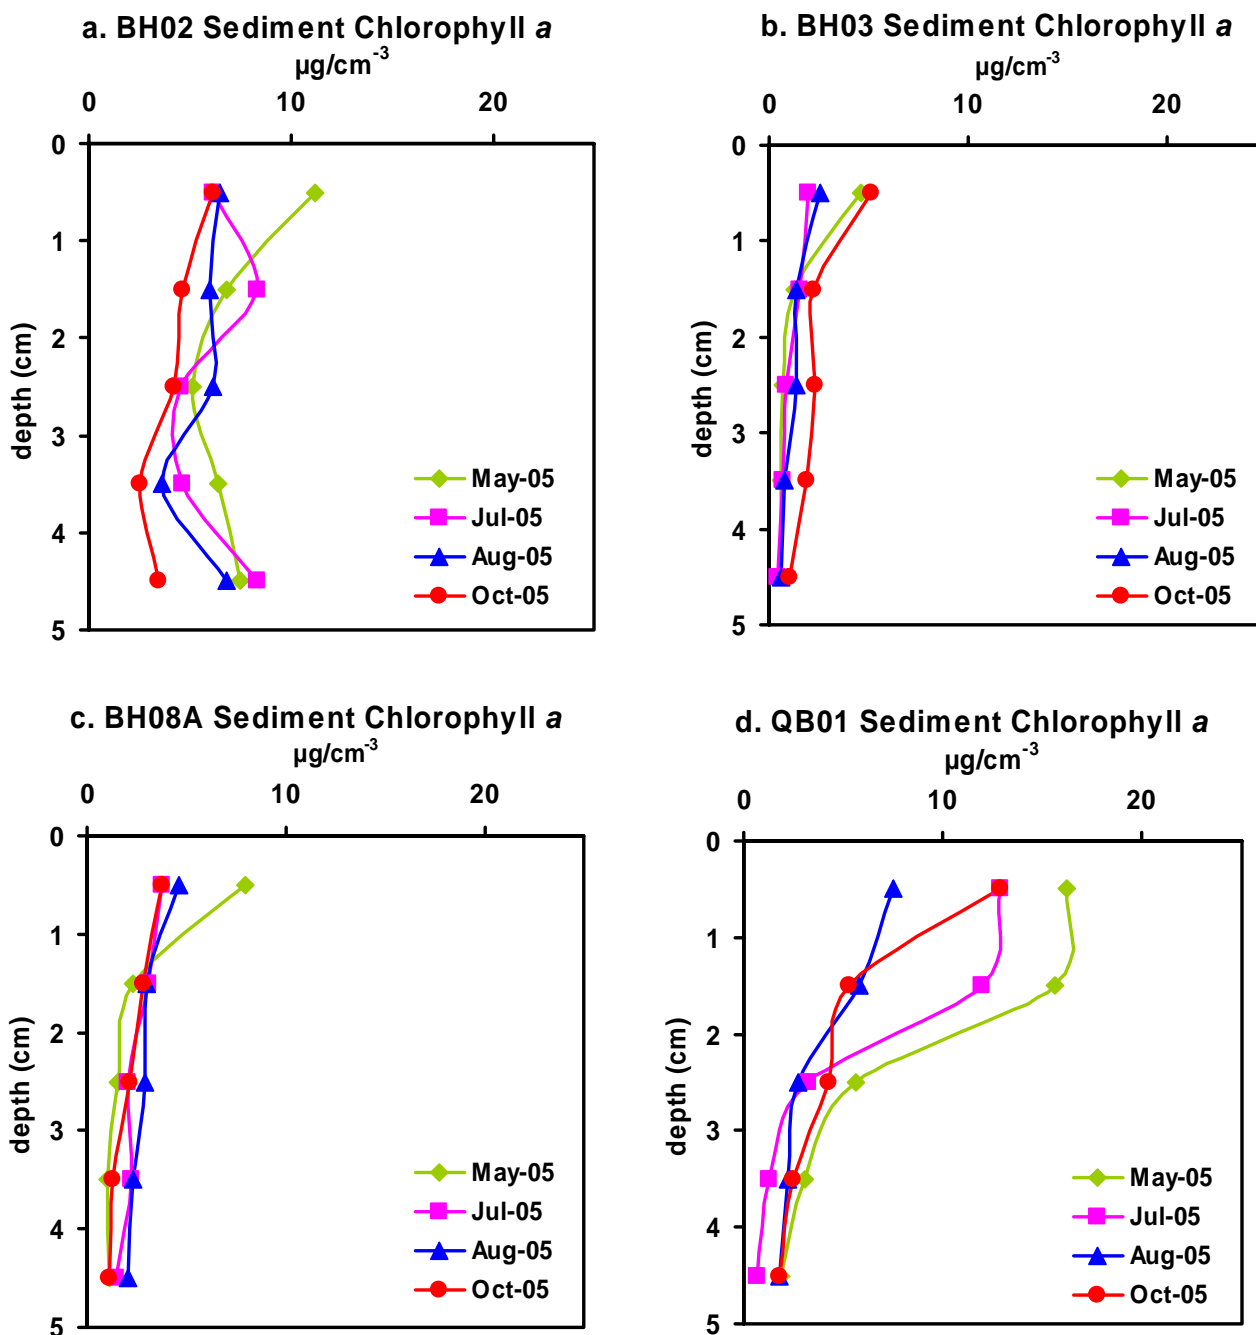 a. BH02 Sediment Chlorophyll a
µg/cm-3
0 10 20
0
1
2
3
4
5
depth (cm)
May-05
Jul-05
Aug-05
Oct-05
b. BH03 Sediment Chlorophyll a
µg/cm-3
0 10 20
0
1
2
3
4
5
depth (cm)
May-05
Jul-05
Aug-05
Oct-05
c. BH08A Sediment Chlorophyll a
µg/cm-3
0 10 20
0
1
2
3
4
5
depth (cm)
May-05
Jul-05
Aug-05
Oct-05
d. QB01 Sediment Chlorophyll a
µg/cm-3
0 10 20
0
1
2
3
4
5
depth (cm)
May-05
Jul-05
Aug-05
Oct-05